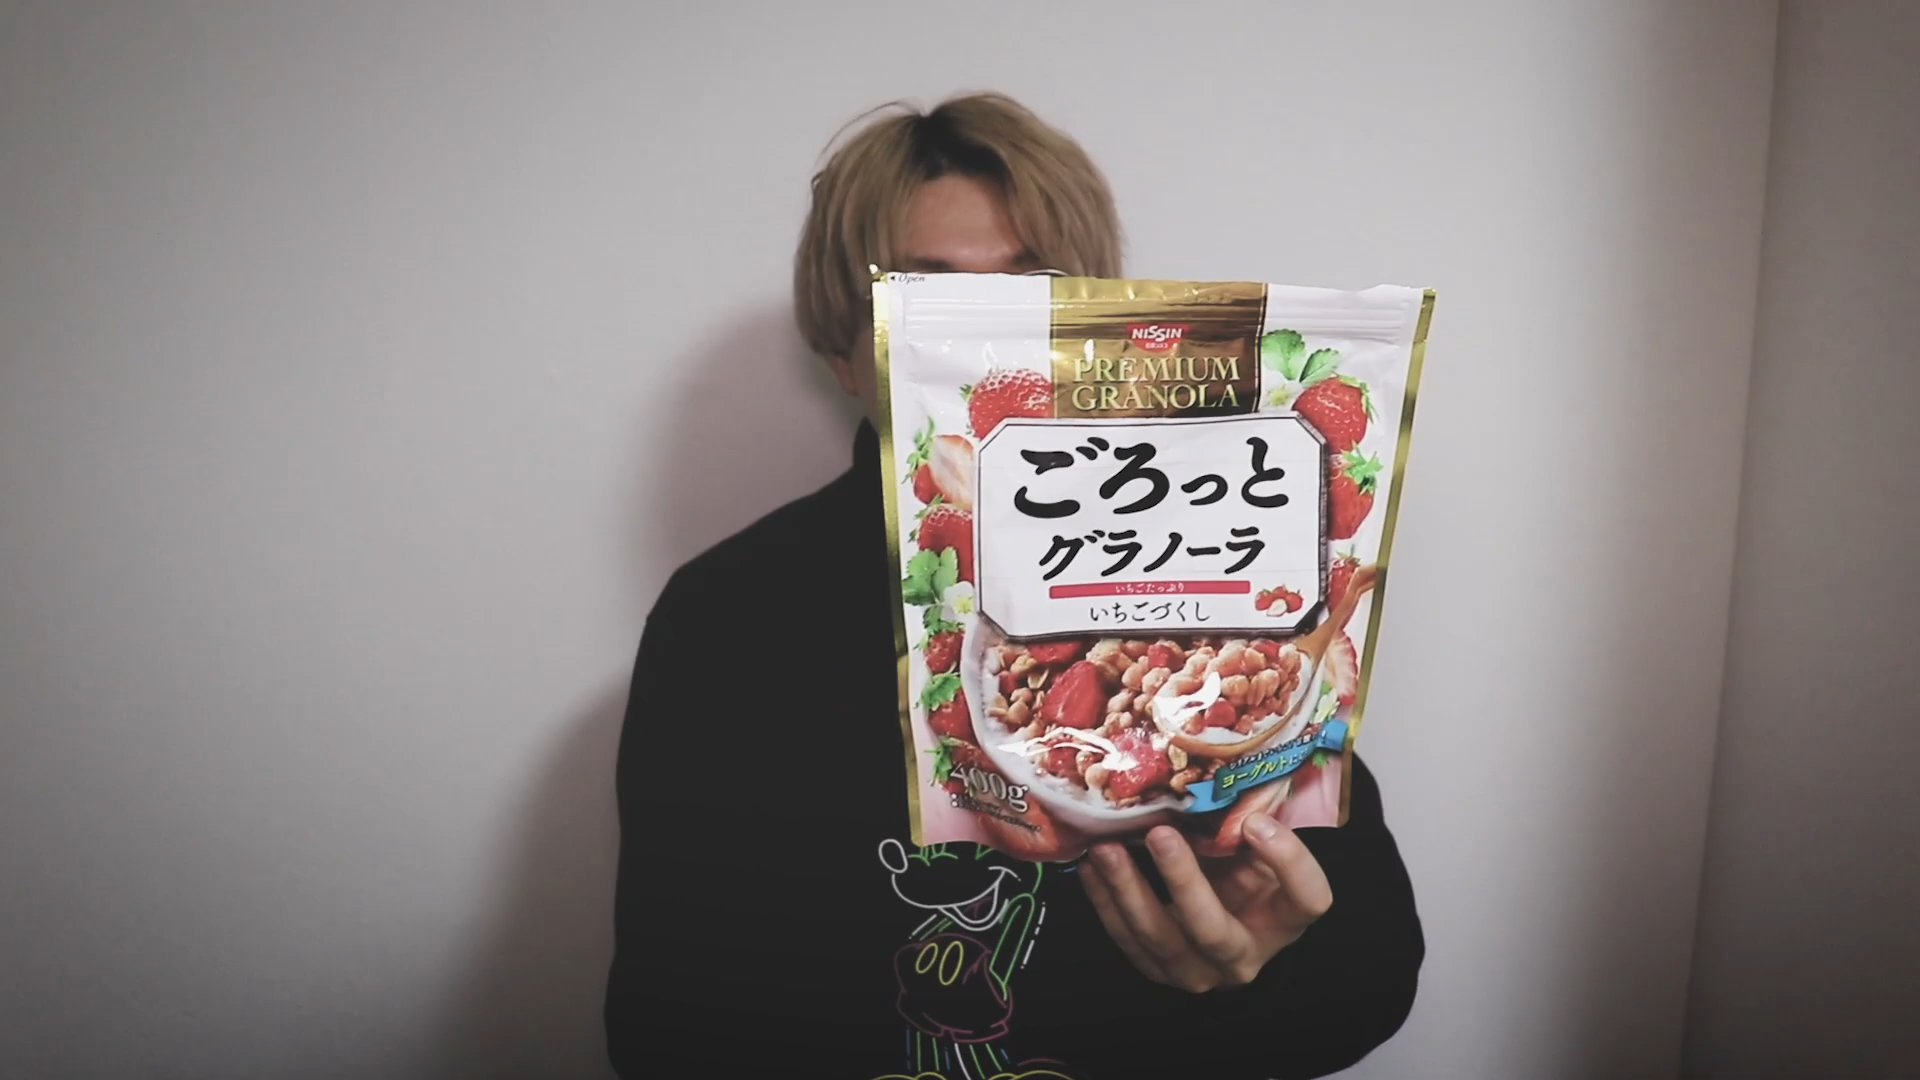 Open
NISSIN
PREMIUM
GRANOLA
ごろっと
グラノーラ
いちごたっぷり
いちごづくし
400g
ヨーグルトに